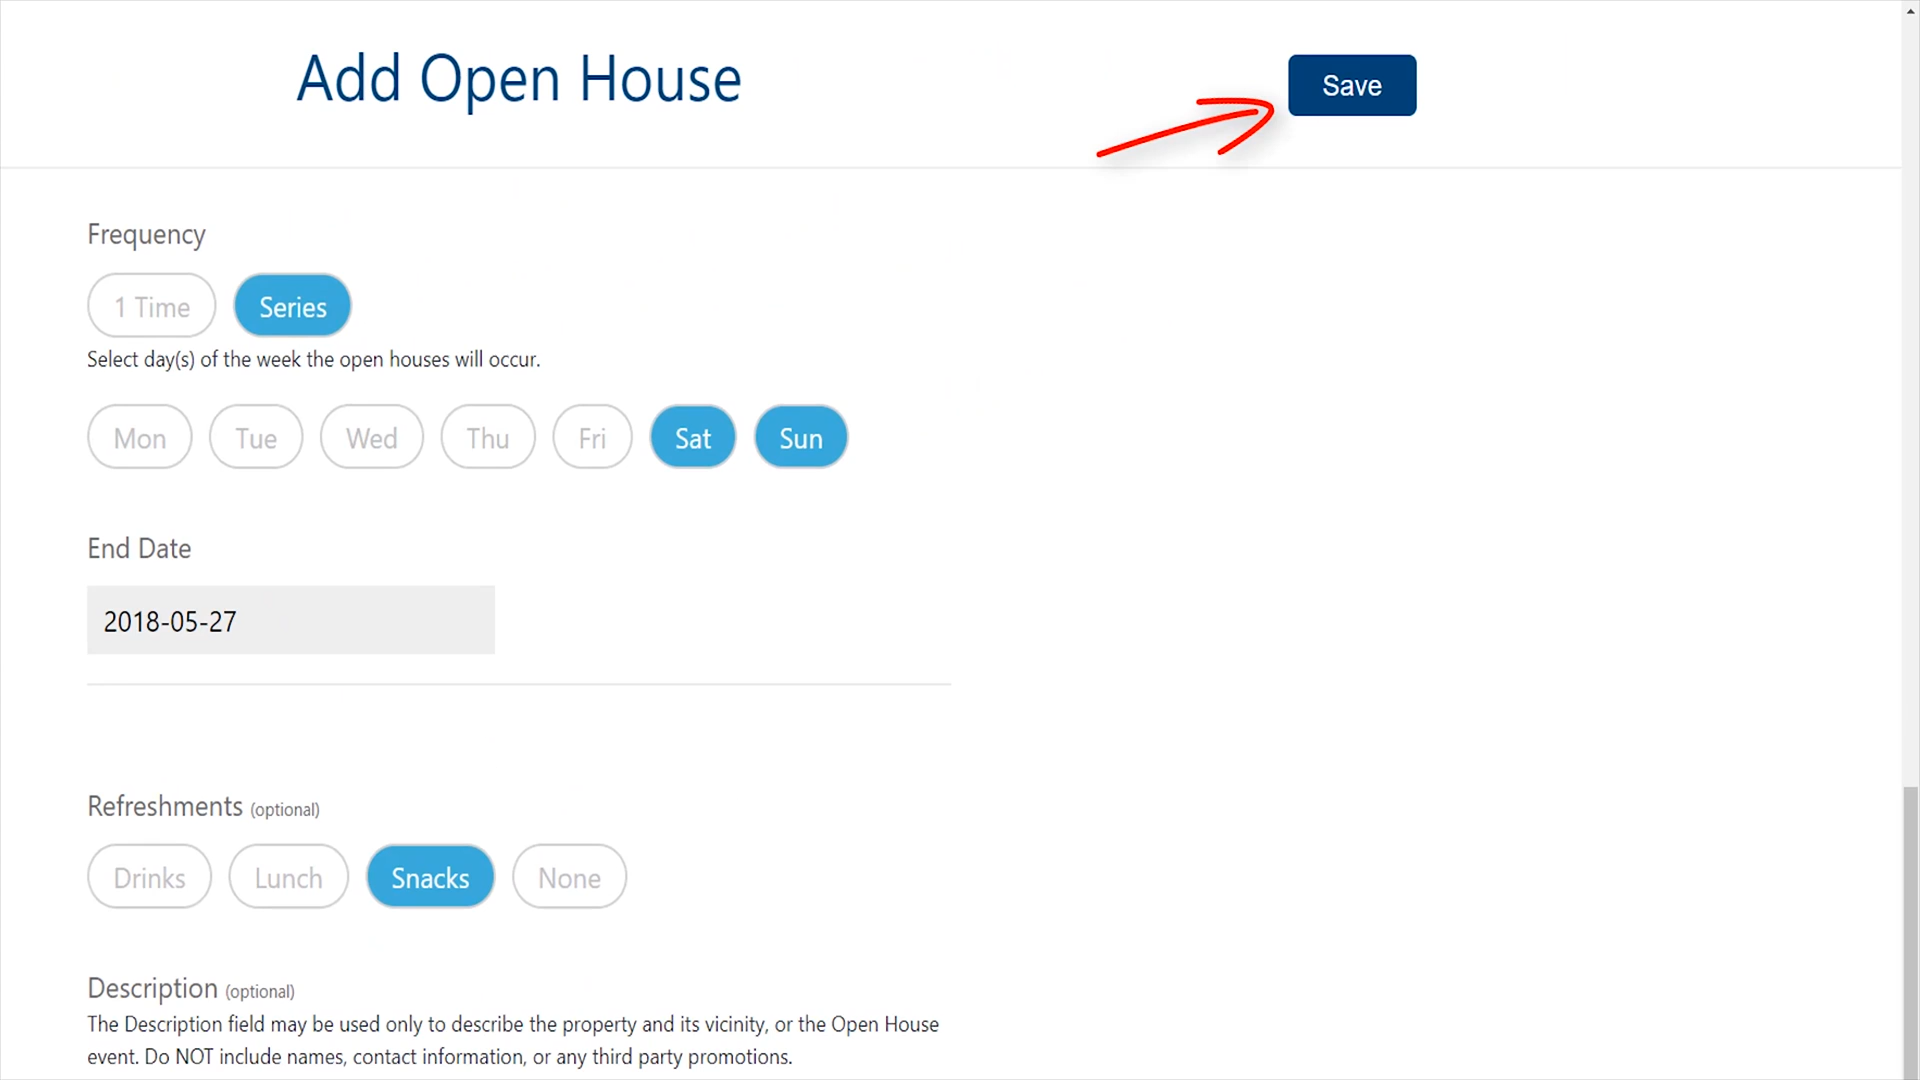 Add Open House
Save
Frequency
1 Time Series
Select day(s) of the week the open houses will occur.
Mon Tue Wed Thu Fri Sat Sun
End Date
2018-05-27
Refreshments (optional)
Drinks Lunch Snacks None
Description (optional)
The Description field may be used only to describe the property and its vicinity, or the Open House
event. Do NOT include names, contact information, or any third party promotions.